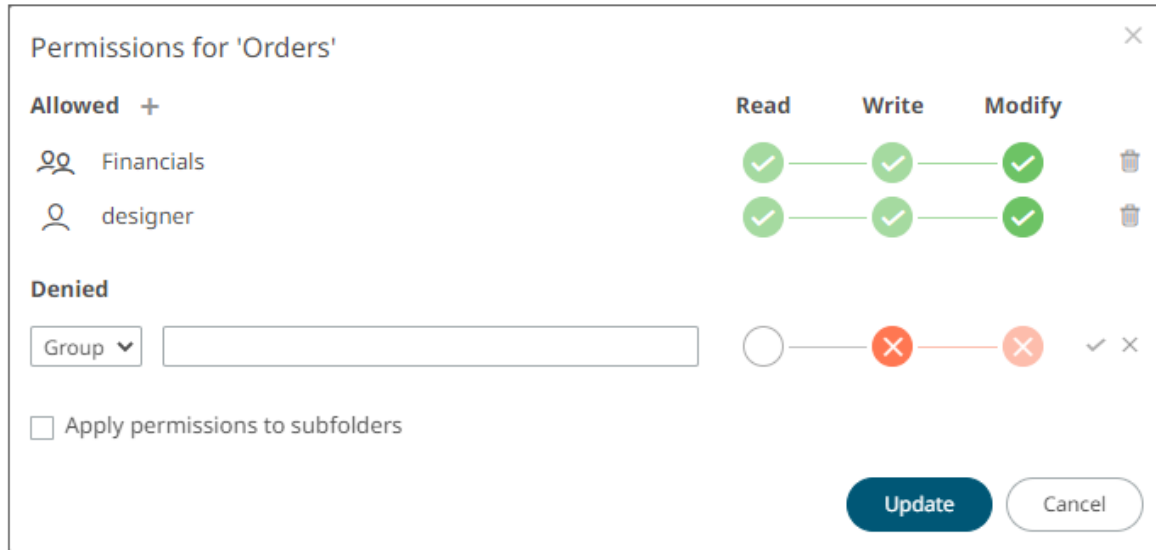 Permissions for 'Orders'
Allowed + Read Write Modify
Financials
designer
Denied
Group
Apply permissions to subfolders
Update Cancel